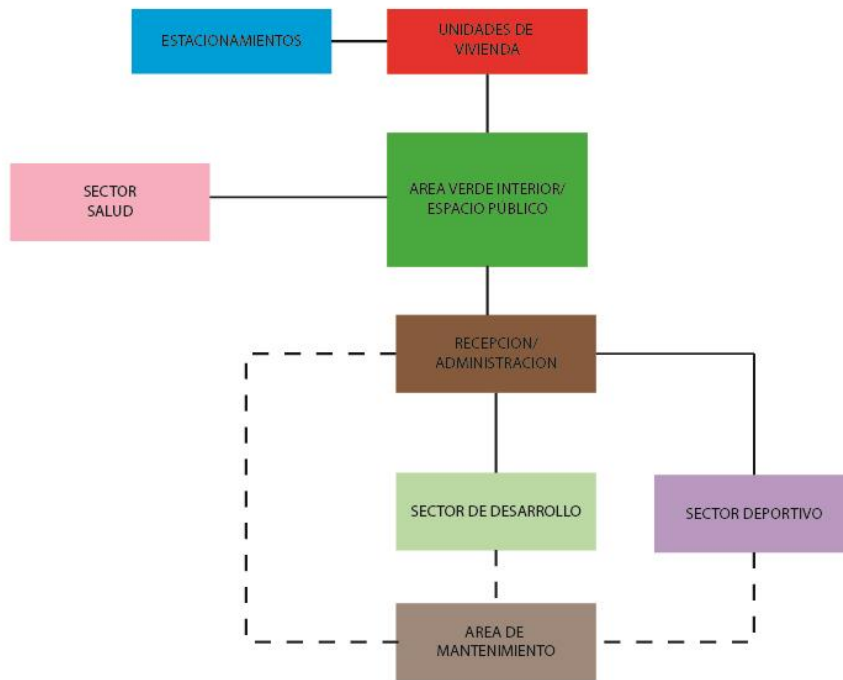 ESTACIONAMIENTOS
UNIDADES DE
VIVIENDA
SECTOR
SALUD
AREA VERDE INTERIOR/
ESPACIO PÚBLICO
RECEPCION/
ADMINISTRACION
SECTOR DE DESARROLLO
SECTOR DEPORTIVO
AREA DE
MANTENIMIENTO